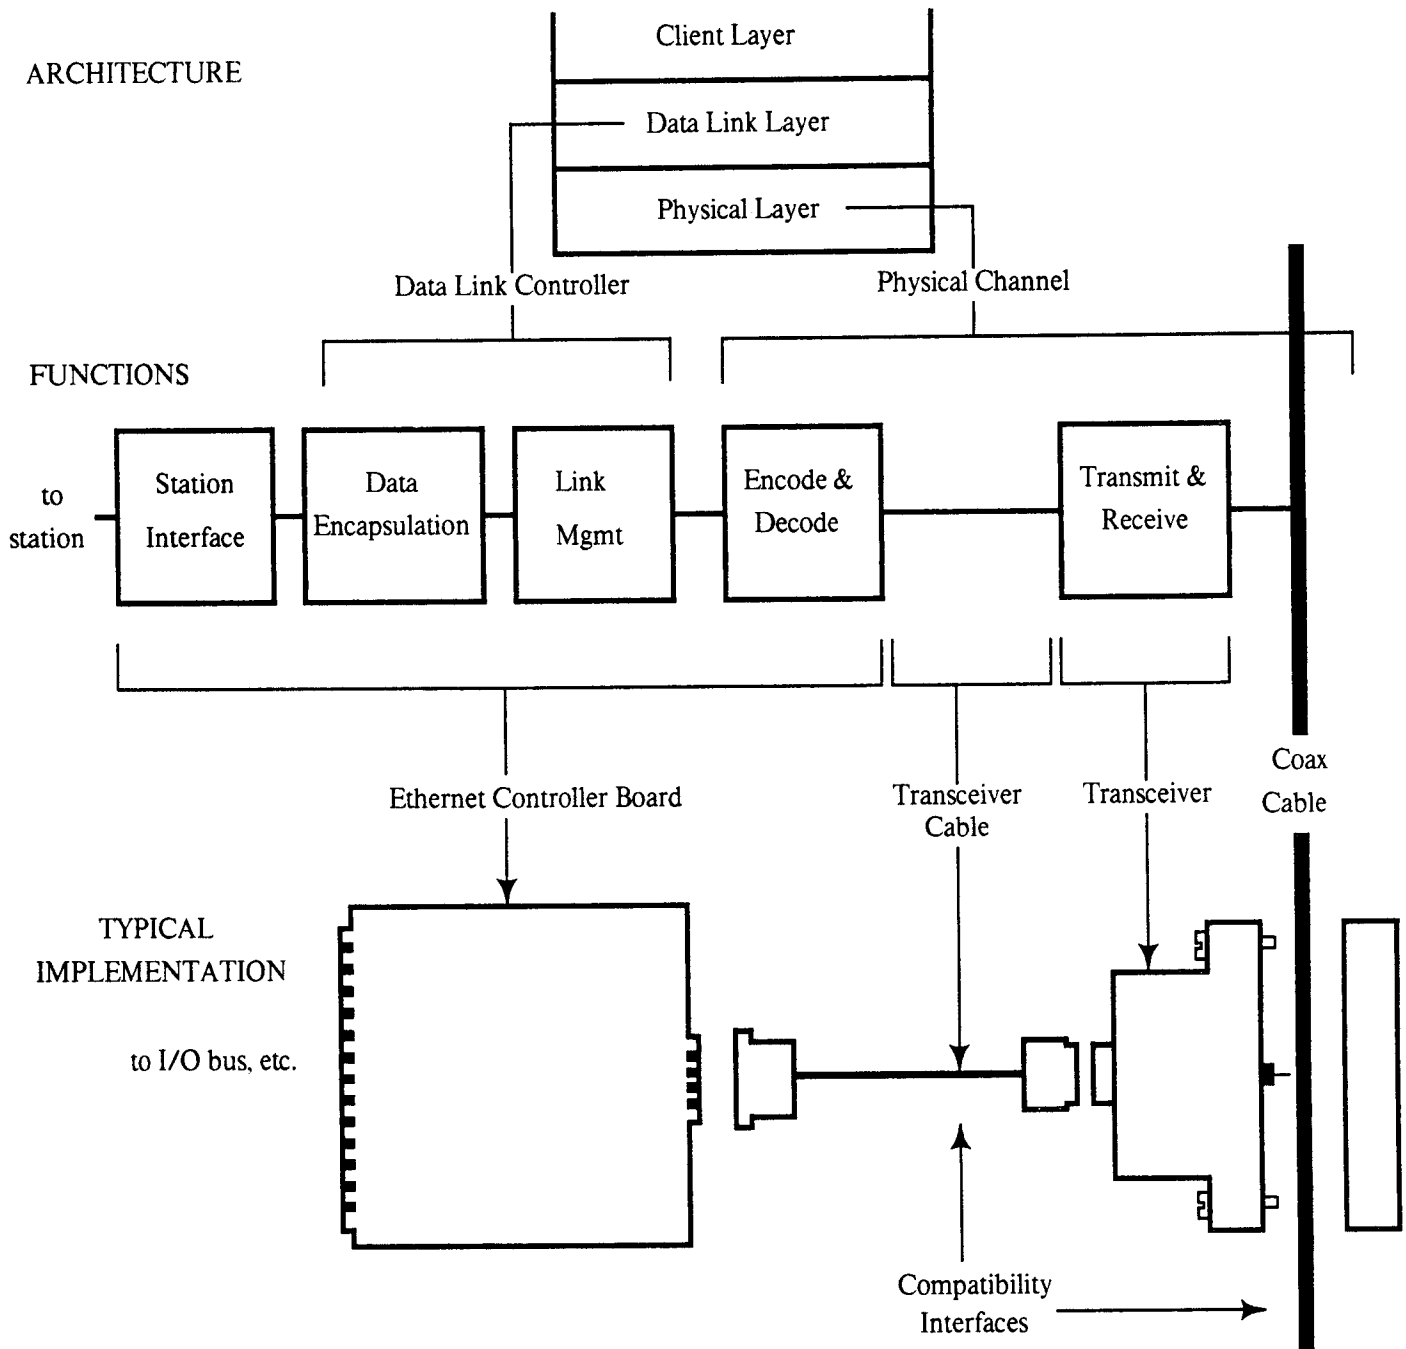 Client Layer
ARCHITECTURE
Data Link Layer
Physical Layer
Data Link Controller
Physical Channel
FUNCTIONS
to
station
Station
Interface
Data
Encapsulation
Link
Mgmt
Encode &
Decode
Transmit &
Receive
Ethernet Controller Board
Transceiver
Cable
Transceiver
Coax
Cable
TYPICAL
IMPLEMENTATION
to I/O bus, etc.
Compatibility
Interfaces